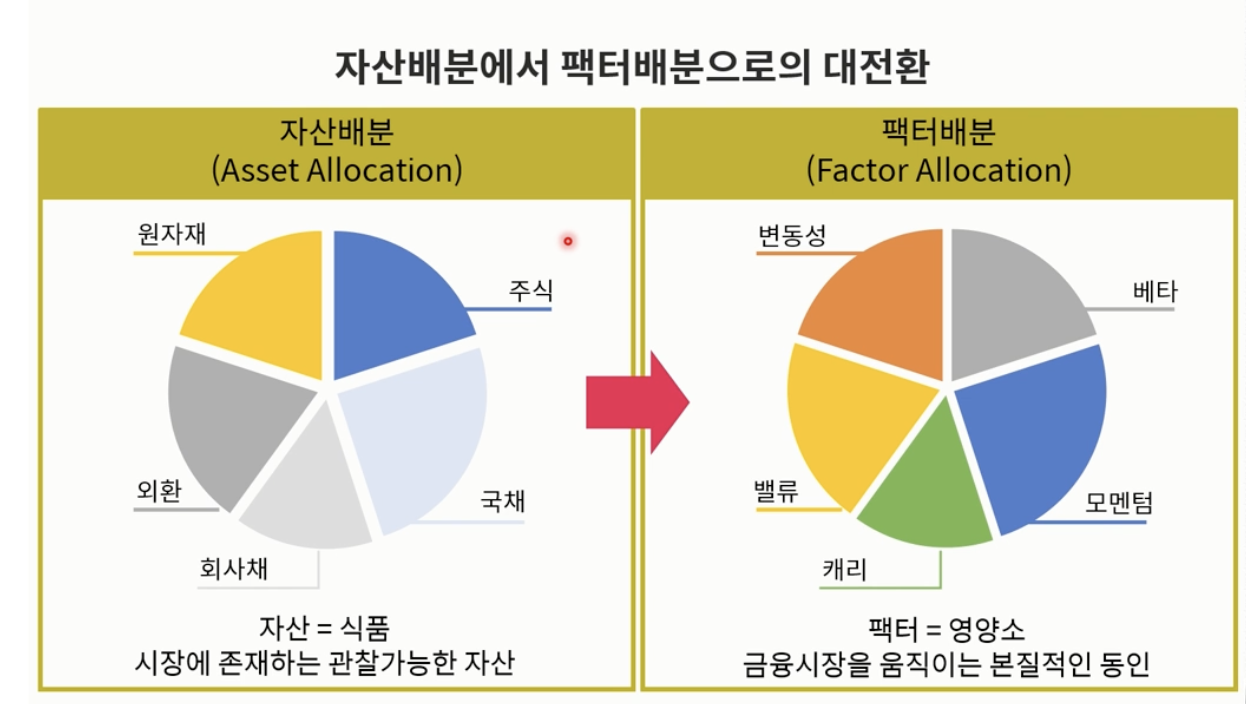 자산배분에서 팩터배분으로의 대전환
자산배분
(Asset Allocation)
원자재
주식
외환
국채
회사채
자산 = 식품
시장에 존재하는 관찰가능한 자산
팩터배분
(Factor Allocation)
변동성
베타
밸류
모멘텀
캐리
팩터 = 영양소
금융시장을 움직이는 본질적인 동인